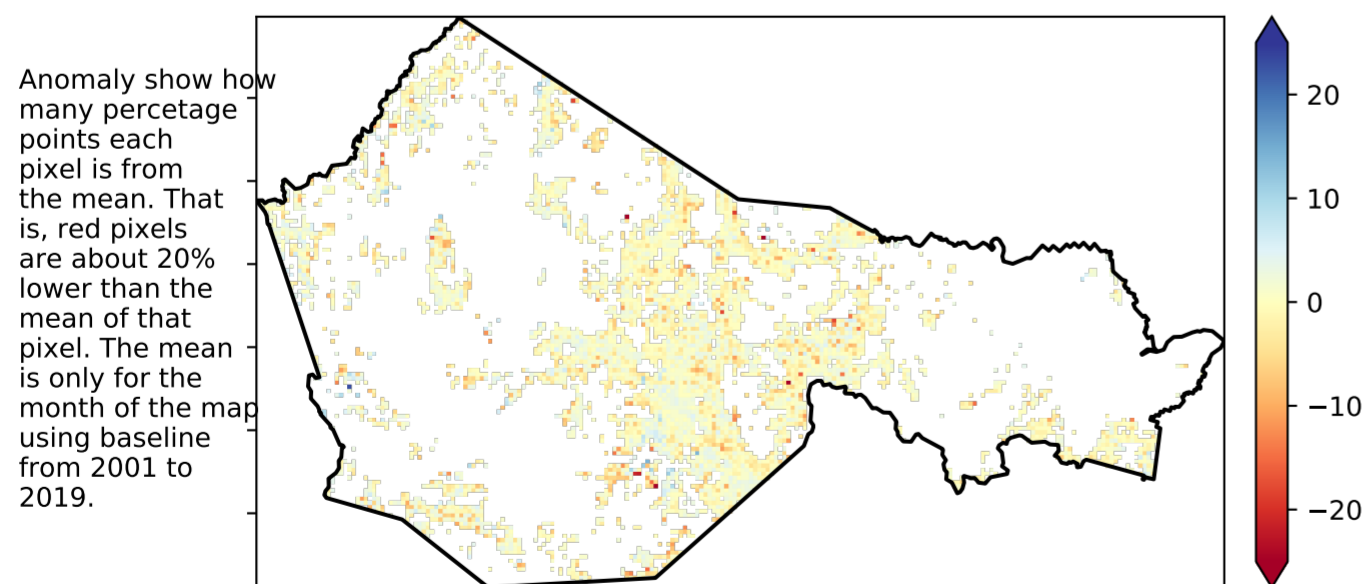 Anomaly show how
many percetage
points each
pixel is from
the mean. That
is, red pixels
are about 20%
lower than the
mean of that
pixel. The mean
is only for the
month of the map
using baseline
from 2001 to
2019.
20
10
0
−10
−20